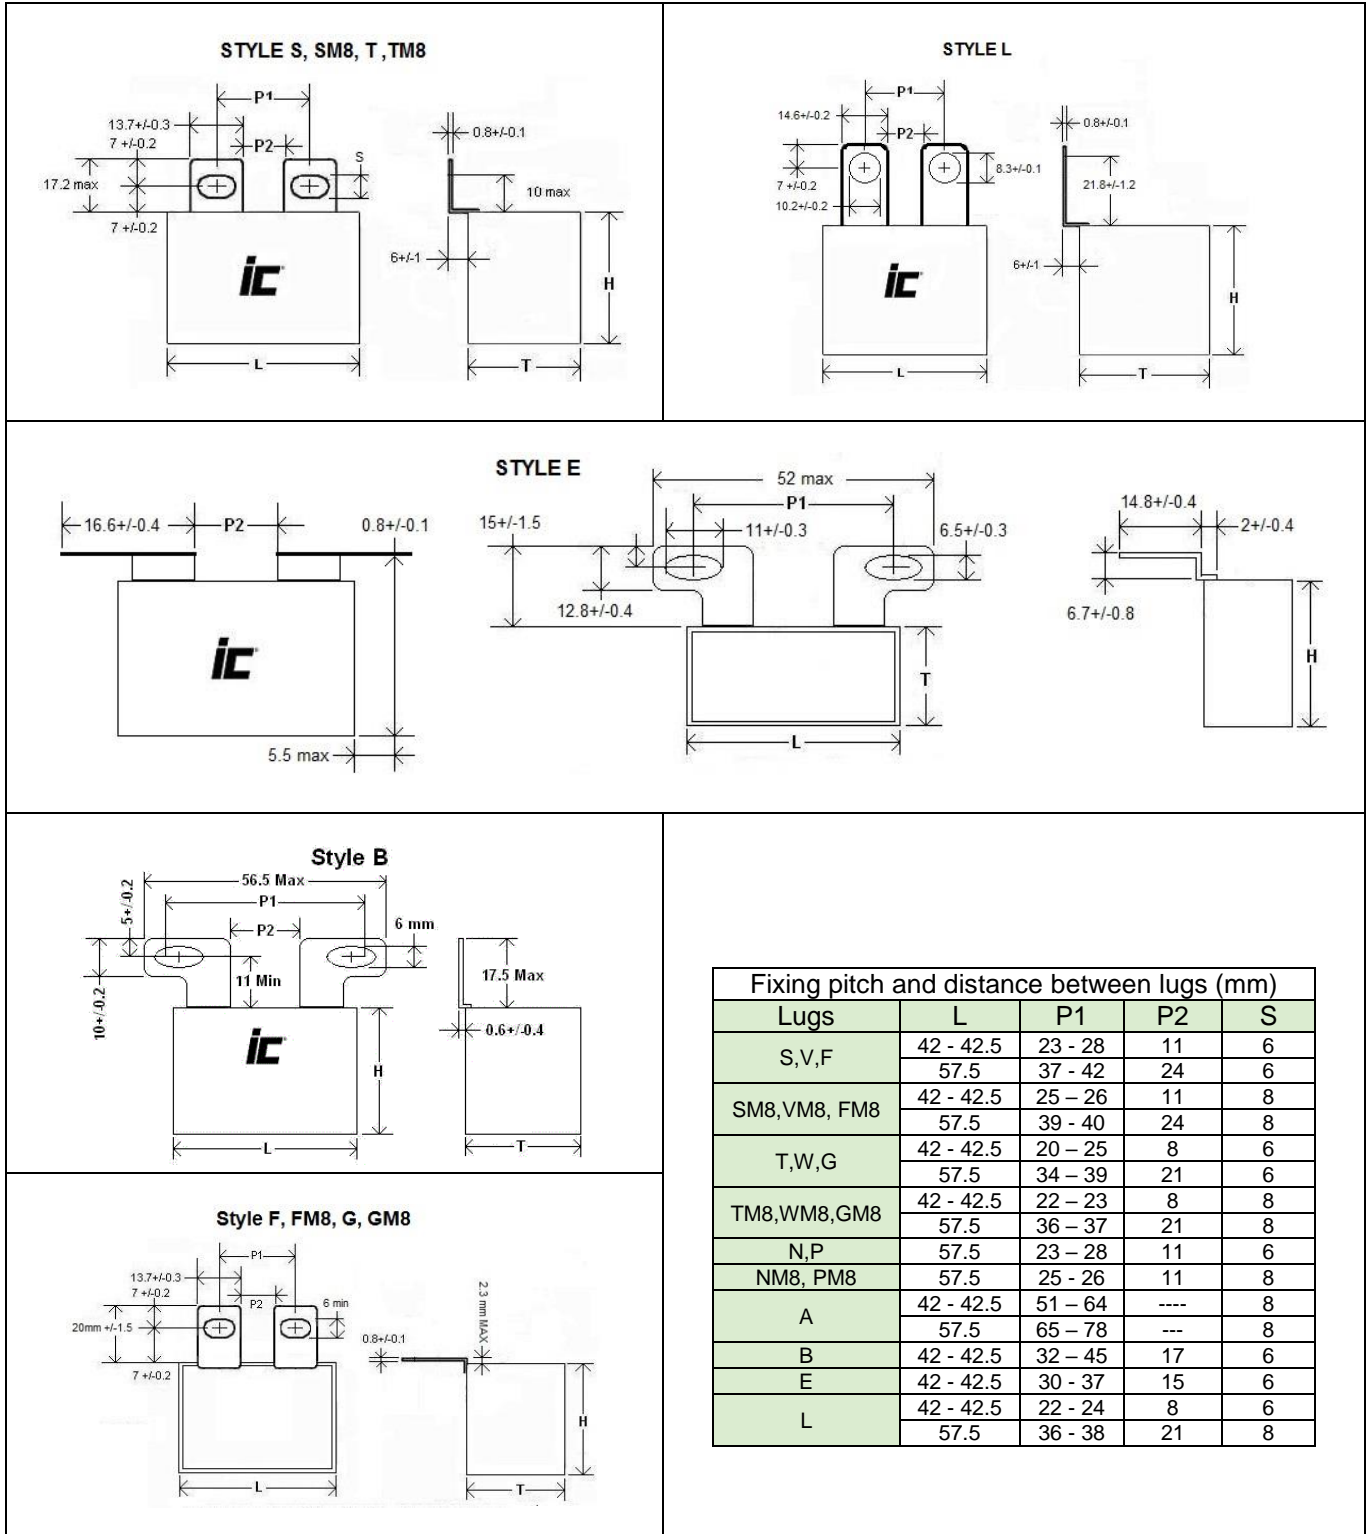 STYLE S, SM8, T ,TM8
P1
13.7+/-0.3
7 +/-0.2
P2
S
17.2 max
7 +/-0.2
0.8+/-0.1
10 max
6+/-1
ic
H
L
T
STYLE L
P1
14.6+/-0.2
P2
8.3+/-0.1
7 +/-0.2
10.2+/-0.2
0.8+/-0.1
21.8+/-1.2
6+/-1
ic
H
L
T
STYLE E
16.6+/-0.4
P2
0.8+/-0.1
ic
5.5 max
52 max
P1
15+/-1.5
11+/-0.3
6.5+/-0.3
12.8+/-0.4
T
L
14.8+/-0.4
2+/-0.4
6.7+/-0.8
H
Style B
56.5 Max
P1
5+/-0.2
P2
6 mm
11 Min
10+/-0.2
17.5 Max
0.6+/-0.4
ic
H
L
T
Style F, FM8, G, GM8
P1
13.7+/-0.3
7 +/-0.2
P2
6 min
20mm +/-1.5
7 +/-0.2
2.3 mm MAX
0.8+/-0.1
H
L
T
Fixing pitch and distance between lugs (mm)
Lugs L P1 P2 S
S,V,F 42 - 42.5 23 - 28 11 6
57.5 37 - 42 24 6
SM8,VM8, FM8 42 - 42.5 25 – 26 11 8
57.5 39 - 40 24 8
T,W,G 42 - 42.5 20 – 25 8 6
57.5 34 – 39 21 6
TM8,WM8,GM8 42 - 42.5 22 – 23 8 8
57.5 36 – 37 21 8
N,P 57.5 23 – 28 11 6
NM8, PM8 57.5 25 - 26 11 8
A 42 - 42.5 51 – 64 ---- 8
57.5 65 – 78 --- 8
B 42 - 42.5 32 – 45 17 6
E 42 - 42.5 30 - 37 15 6
L 42 - 42.5 22 - 24 8 6
57.5 36 - 38 21 8